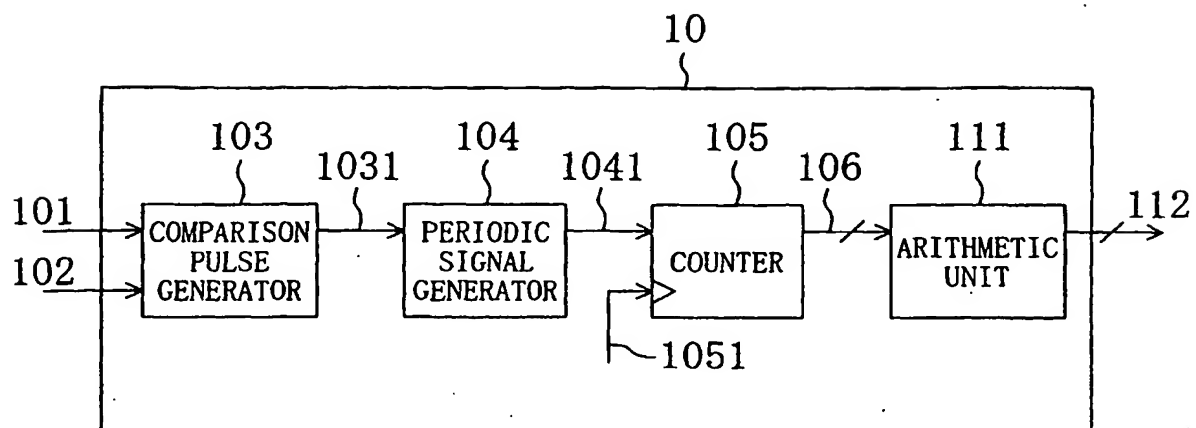 10
103
1031
104
1041
105
106
111
101
102
112
COMPARISON
PULSE
GENERATOR
PERIODIC
SIGNAL
GENERATOR
COUNTER
ARITHMETIC
UNIT
1051